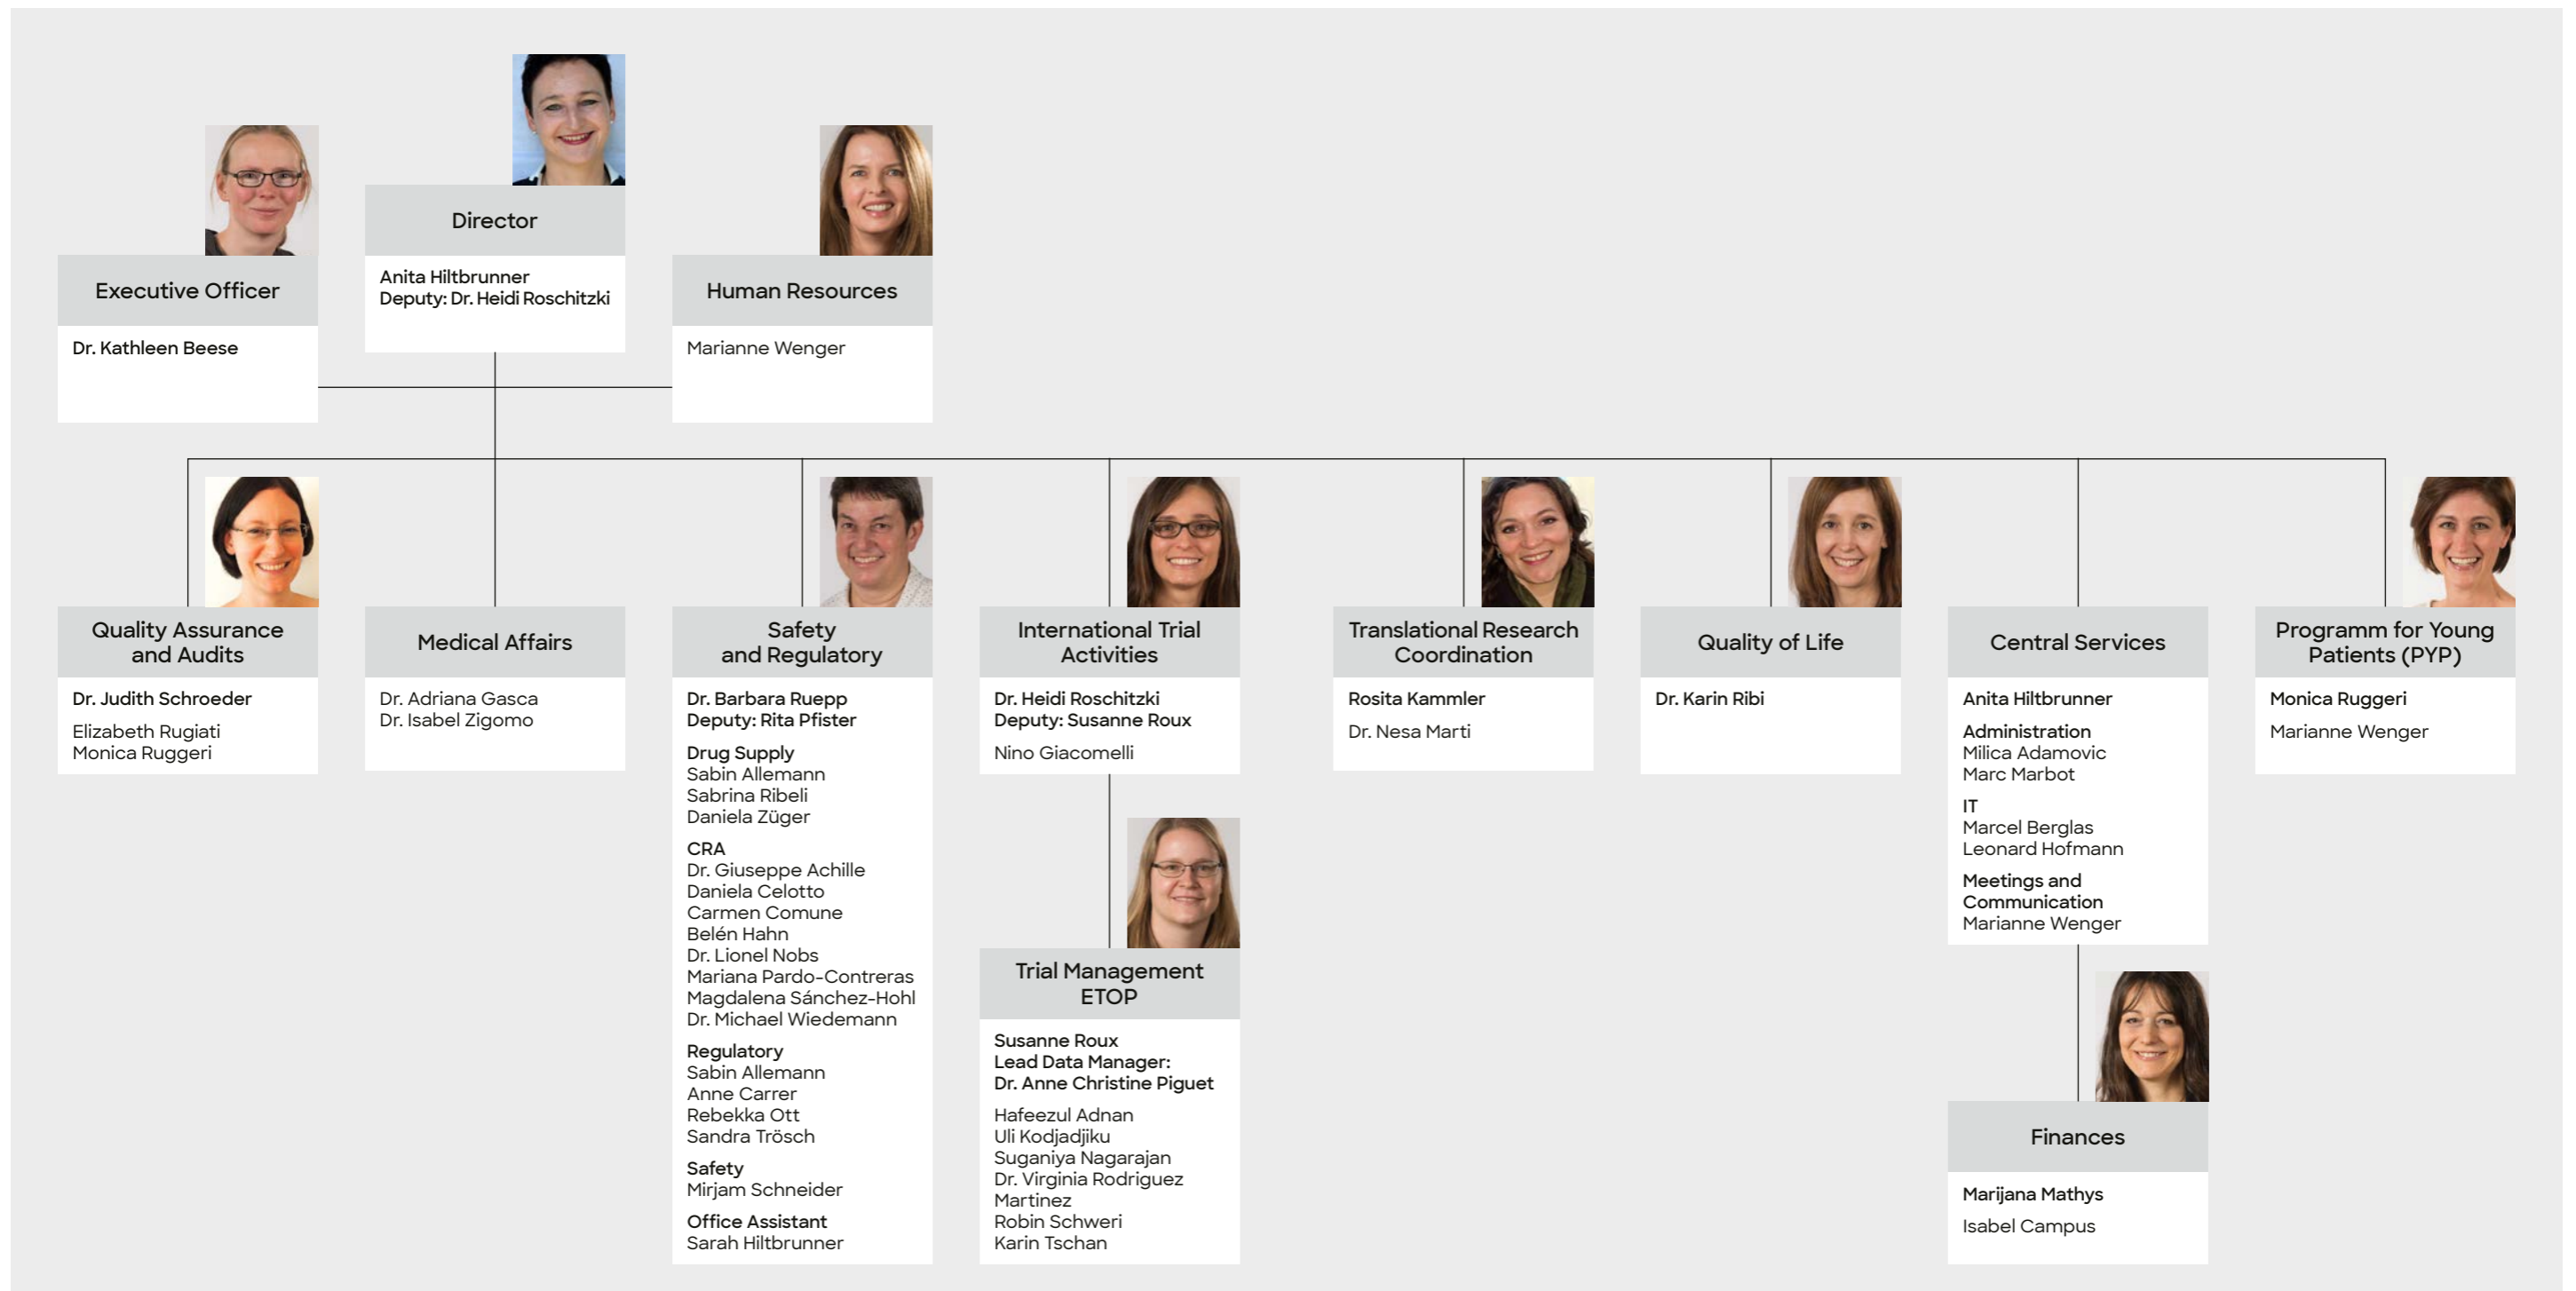 Director
Anita Hiltbrunner
Deputy: Dr. Heidi Roschitzki
Executive Officer
Dr. Kathleen Beese
Human Resources
Marianne Wenger
Quality Assurance
and Audits
Dr. Judith Schroeder
Elizabeth Rugiati
Monica Ruggeri
Medical Affairs
Dr. Adriana Gasca
Dr. Isabel Zigomo
Safety
and Regulatory
Dr. Barbara Ruepp
Deputy: Rita Pfister
Drug Supply
Sabin Allemann
Sabrina Ribeli
Daniela Züger
CRA
Dr. Giuseppe Achille
Daniela Celotto
Carmen Comune
Belén Hahn
Dr. Lionel Nobs
Mariana Pardo-Contreras
Magdalena Sánchez-Hohl
Dr. Michael Wiedemann
Regulatory
Sabin Allemann
Anne Carrer
Rebekka Ott
Sandra Trösch
Safety
Mirjam Schneider
Office Assistant
Sarah Hiltbrunner
International Trial
Activities
Dr. Heidi Roschitzki
Deputy: Susanne Roux
Nino Giacomelli
Trial Management
ETOP
Susanne Roux
Lead Data Manager:
Dr. Anne Christine Piguet
Hafeezul Adnan
Uli Kodjadjiku
Suganiya Nagarajan
Dr. Virginia Rodriguez
Martinez
Robin Schweri
Karin Tschan
Translational Research
Coordination
Rosita Kammler
Dr. Nesa Marti
Quality of Life
Dr. Karin Ribi
Central Services
Anita Hiltbrunner
Administration
Milica Adamovic
Marc Marbot
IT
Marcel Berglas
Leonard Hofmann
Meetings and
Communication
Marianne Wenger
Finances
Marijana Mathys
Isabel Campus
Programm for Young
Patients (PYP)
Monica Ruggeri
Marianne Wenger